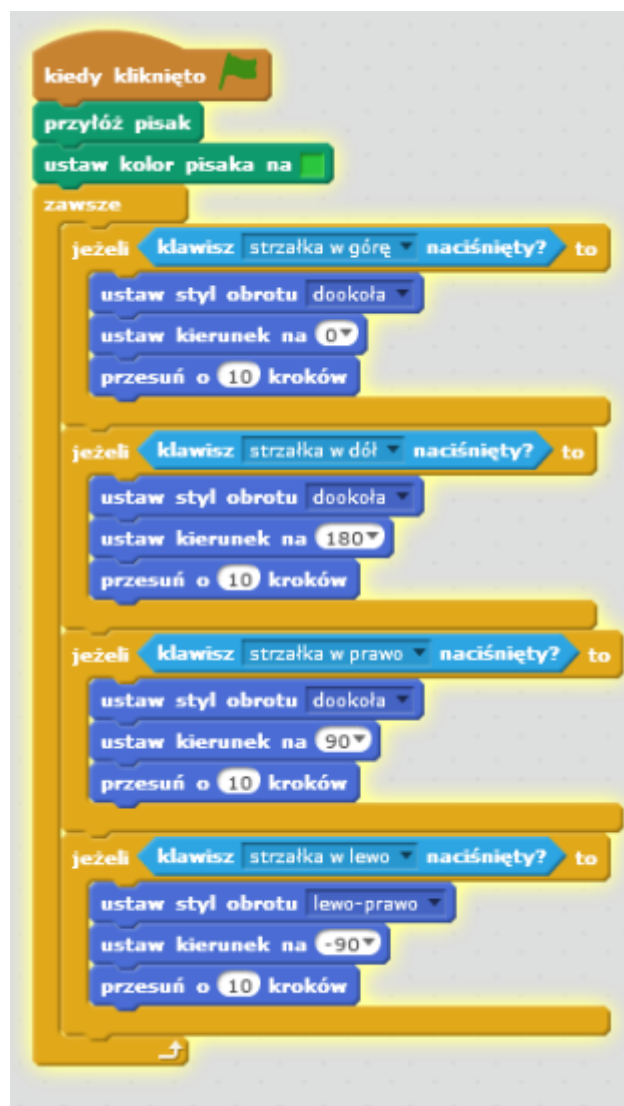 kiedy kliknięto
przyłóż pisak
ustaw kolor pisaka na
zawsze
jeżeli klawisz strzałka w górę naciśnięty? to
ustaw styl obrotu dookoła
ustaw kierunek na 0
przesuń o 10 kroków
jeżeli klawisz strzałka w dół naciśnięty? to
ustaw styl obrotu dookoła
ustaw kierunek na 180
przesuń o 10 kroków
jeżeli klawisz strzałka w prawo naciśnięty? to
ustaw styl obrotu dookoła
ustaw kierunek na 90
przesuń o 10 kroków
jeżeli klawisz strzałka w lewo naciśnięty? to
ustaw styl obrotu lewo-prawo
ustaw kierunek na -90
przesuń o 10 kroków